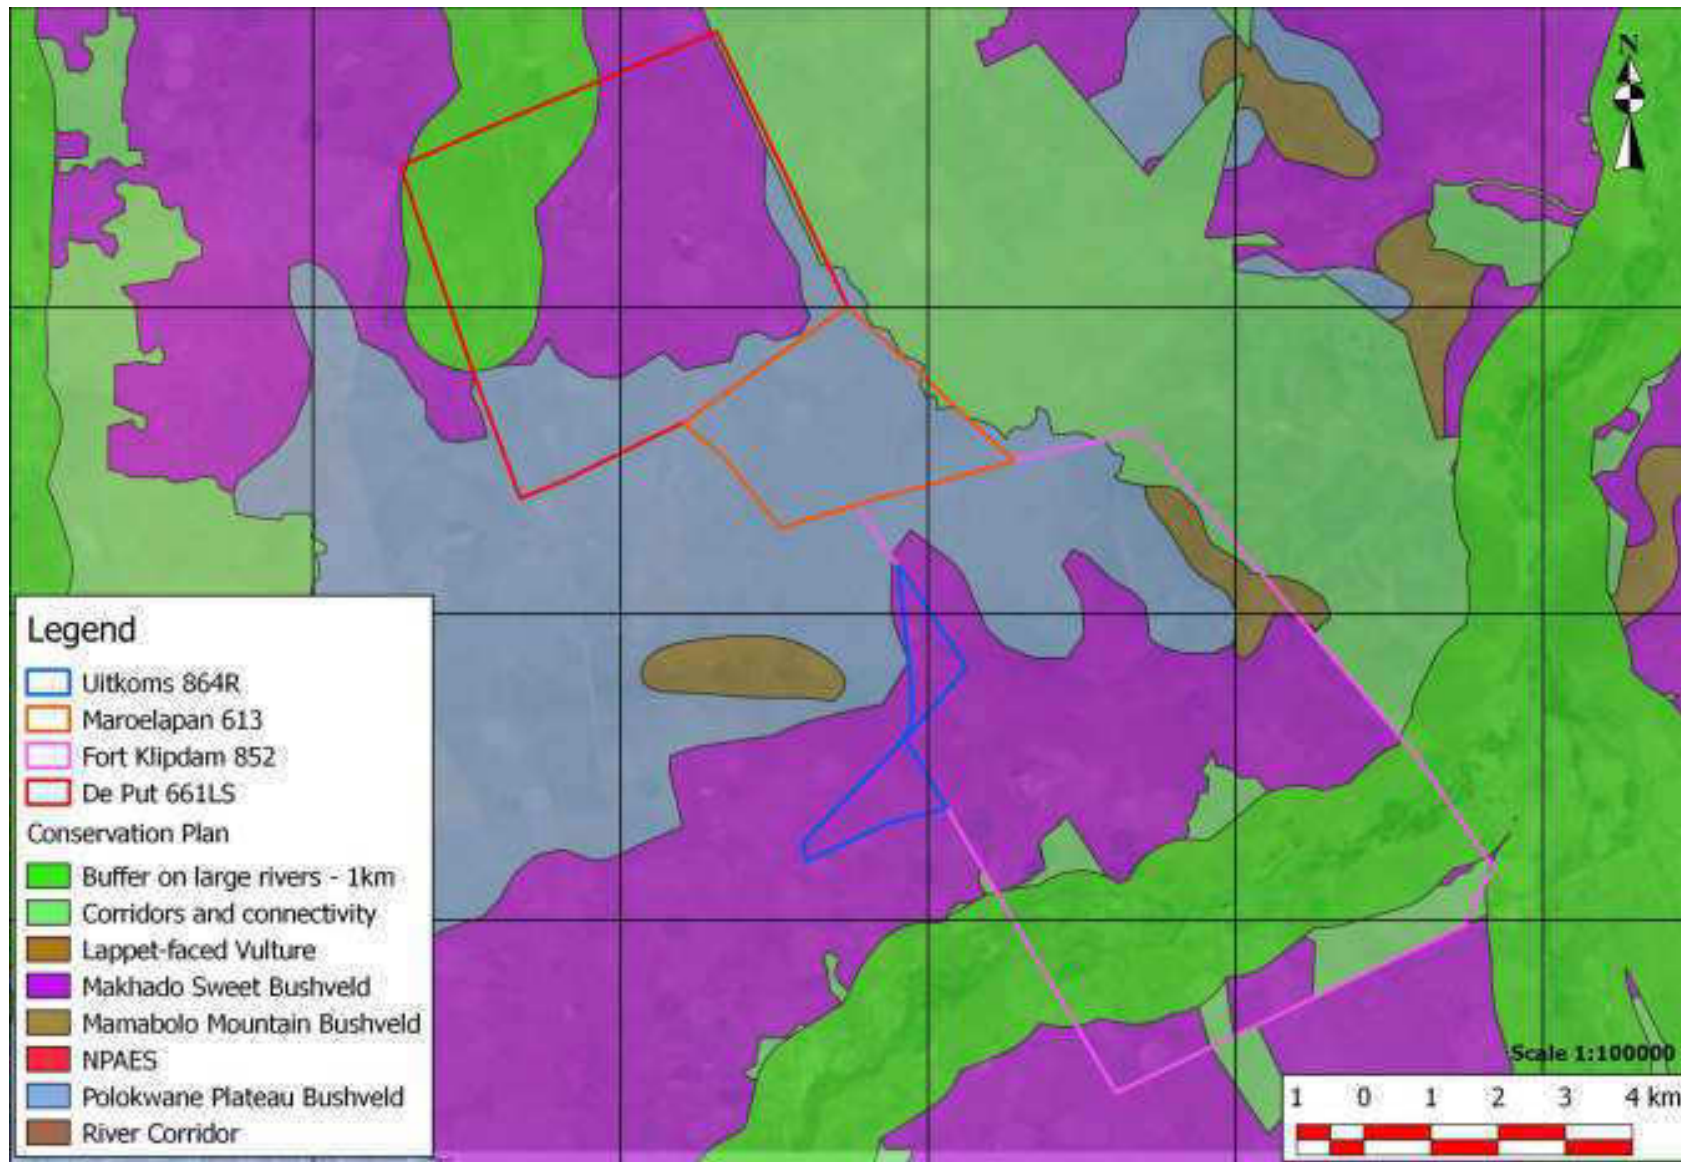 N
Legend
Uitkoms 864R
Maroelapan 613
Fort Klipdam 852
De Put 661LS
Conservation Plan
Buffer on large rivers - 1km
Corridors and connectivity
Lappet-faced Vulture
Makhado Sweet Bushveld
Mamabolo Mountain Bushveld
NPAES
Polokwane Plateau Bushveld
River Corridor
Scale 1:100000
1 0 1 2 3 4 km